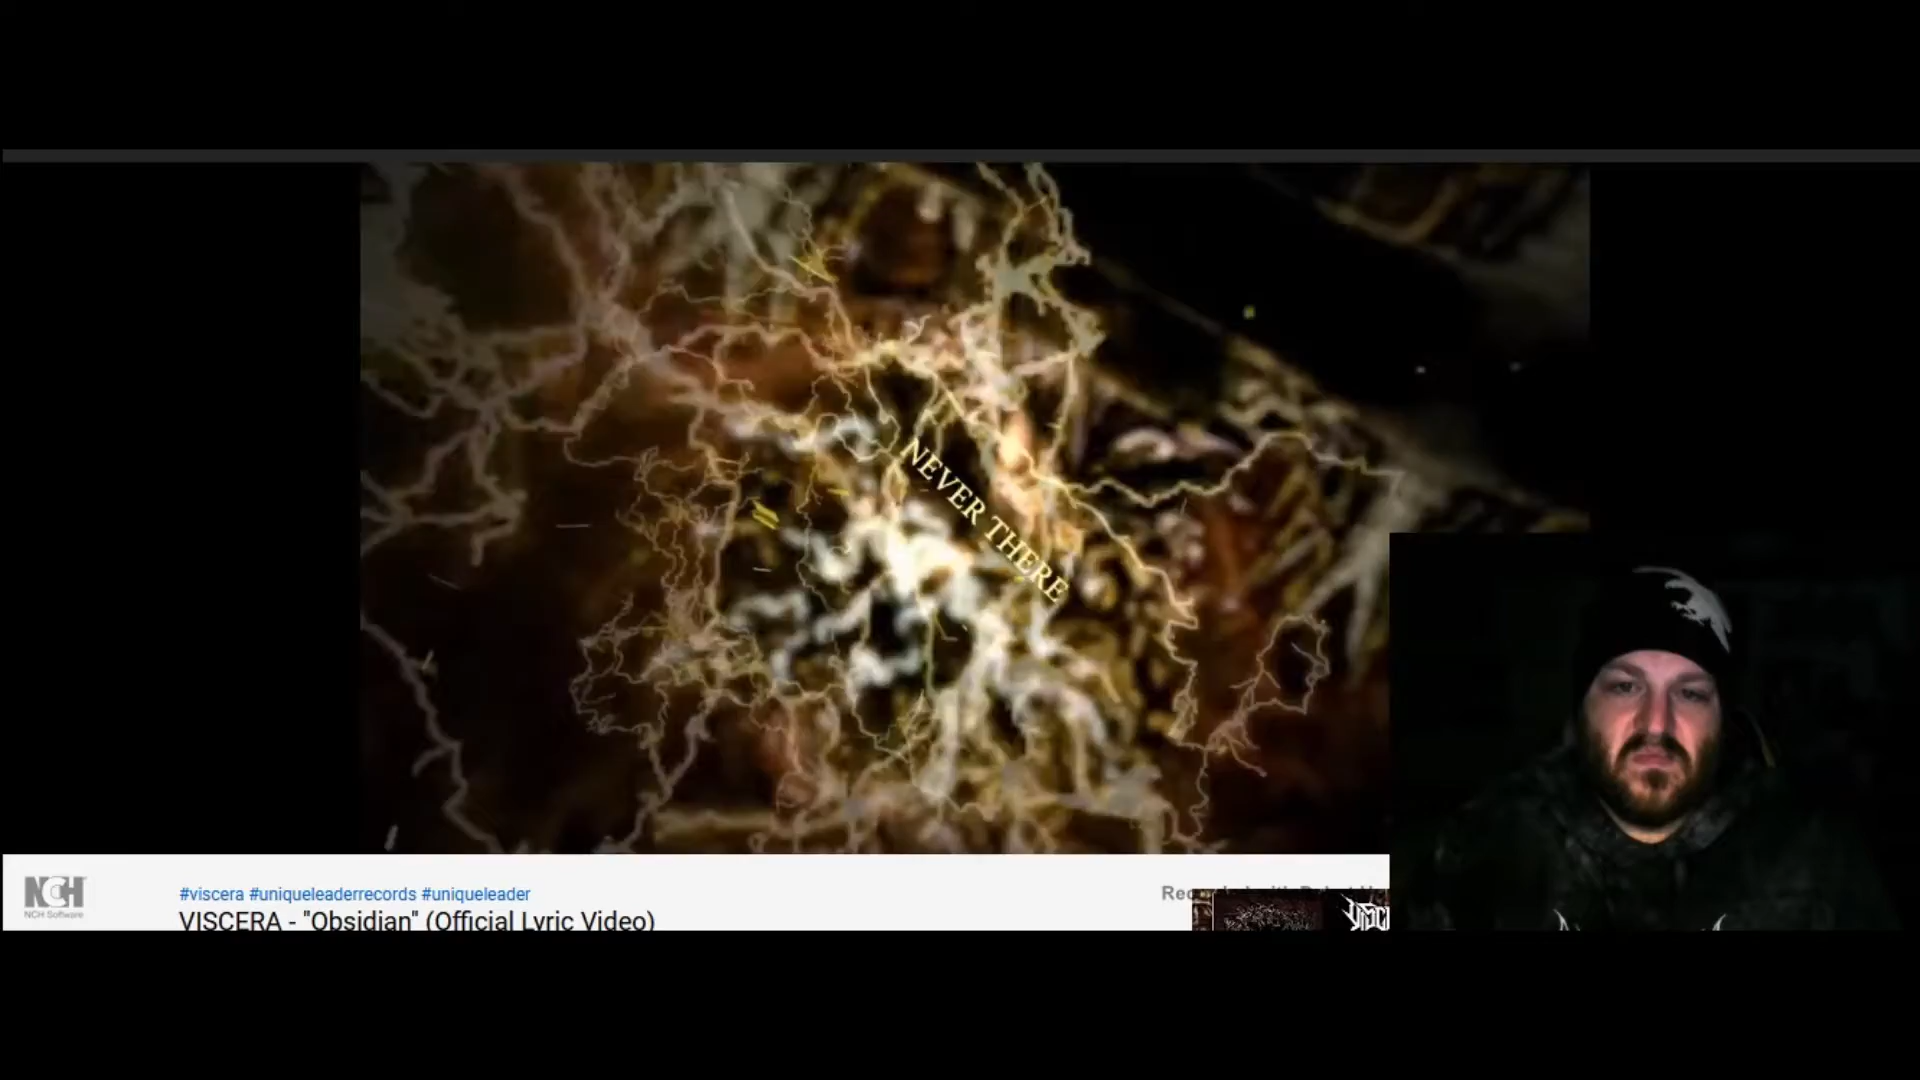 NEVER THERE
NCH
NCH Software
#viscera #uniqueleaderrecords #uniqueleader
VISCERA - "Obsidian" (Official Lyric Video)